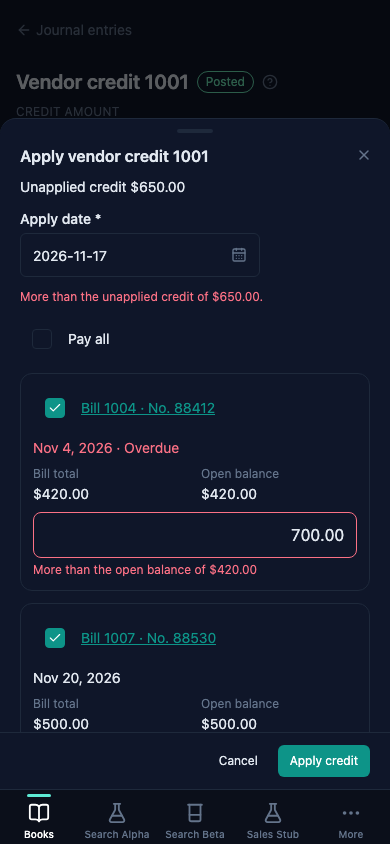 Journal entries
Vendor credit 1001 Posted ?
CREDIT AMOUNT
Apply vendor credit 1001
Unapplied credit $650.00
Apply date *
2026-11-17
More than the unapplied credit of $650.00.
Pay all
Bill 1004 · No. 88412
Nov 4, 2026 · Overdue
Bill total Open balance
$420.00 $420.00
700.00
More than the open balance of $420.00
Bill 1007 · No. 88530
Nov 20, 2026
Bill total Open balance
$500.00 $500.00
Cancel Apply credit
Books Search Alpha Search Beta Sales Stub More